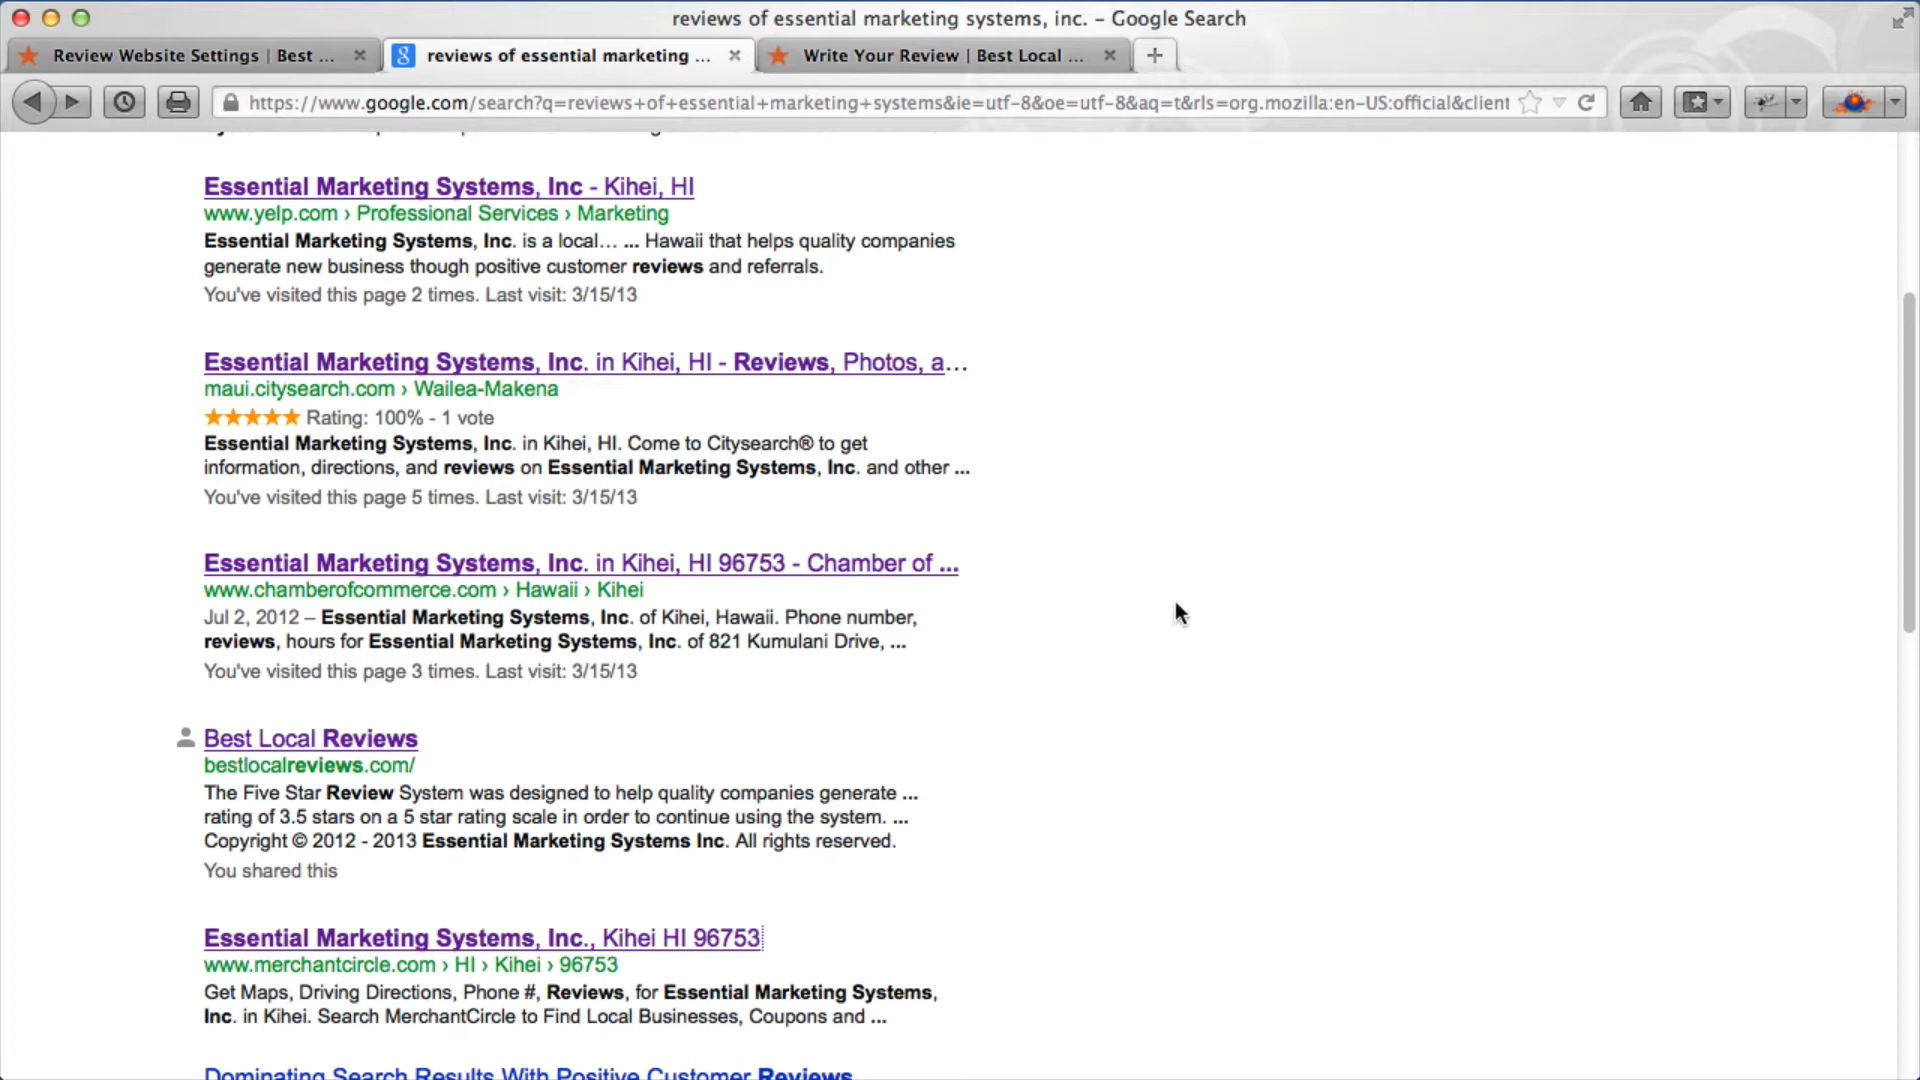 reviews of essential marketing systems, inc. – Google Search
Review Website Settings | Best ...
reviews of essential marketing ...
Write Your Review | Best Local ...
https://www.google.com/search?q=reviews+of+essential+marketing+systems&ie=utf-8&oe=utf-8&aq=t&rls=org.mozilla:en-US:official&client
Essential Marketing Systems, Inc - Kihei, HI
www.yelp.com › Professional Services › Marketing
Essential Marketing Systems, Inc. is a local… ... Hawaii that helps quality companies
generate new business though positive customer reviews and referrals.
You've visited this page 2 times. Last visit: 3/15/13
Essential Marketing Systems, Inc. in Kihei, HI - Reviews, Photos, a…
maui.citysearch.com › Wailea-Makena
Rating: 100% - 1 vote
Essential Marketing Systems, Inc. in Kihei, HI. Come to Citysearch® to get
information, directions, and reviews on Essential Marketing Systems, Inc. and other ...
You've visited this page 5 times. Last visit: 3/15/13
Essential Marketing Systems, Inc. in Kihei, HI 96753 - Chamber of ...
www.chamberofcommerce.com › Hawaii › Kihei
Jul 2, 2012 – Essential Marketing Systems, Inc. of Kihei, Hawaii. Phone number,
reviews, hours for Essential Marketing Systems, Inc. of 821 Kumulani Drive, ...
You've visited this page 3 times. Last visit: 3/15/13
Best Local Reviews
bestlocalreviews.com/
The Five Star Review System was designed to help quality companies generate ...
rating of 3.5 stars on a 5 star rating scale in order to continue using the system. ...
Copyright © 2012 - 2013 Essential Marketing Systems Inc. All rights reserved.
You shared this
Essential Marketing Systems, Inc., Kihei HI 96753
www.merchantcircle.com › HI › Kihei › 96753
Get Maps, Driving Directions, Phone #, Reviews, for Essential Marketing Systems,
Inc. in Kihei. Search MerchantCircle to Find Local Businesses, Coupons and ...
Dominating Search Results With Positive Customer Reviews